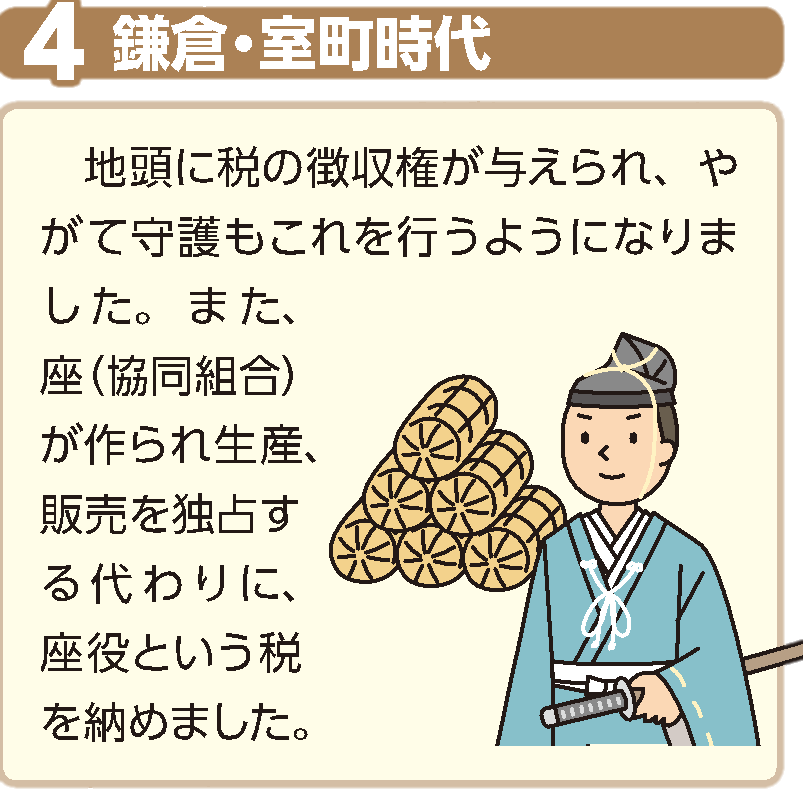 4 鎌倉・室町時代
地頭に税の徴収権が与えられ、や
がて守護もこれを行うようになりま
した。また、
座(協同組合)
が作られ生産、
販売を独占す
る代わりに、
座役という税
を納めました。